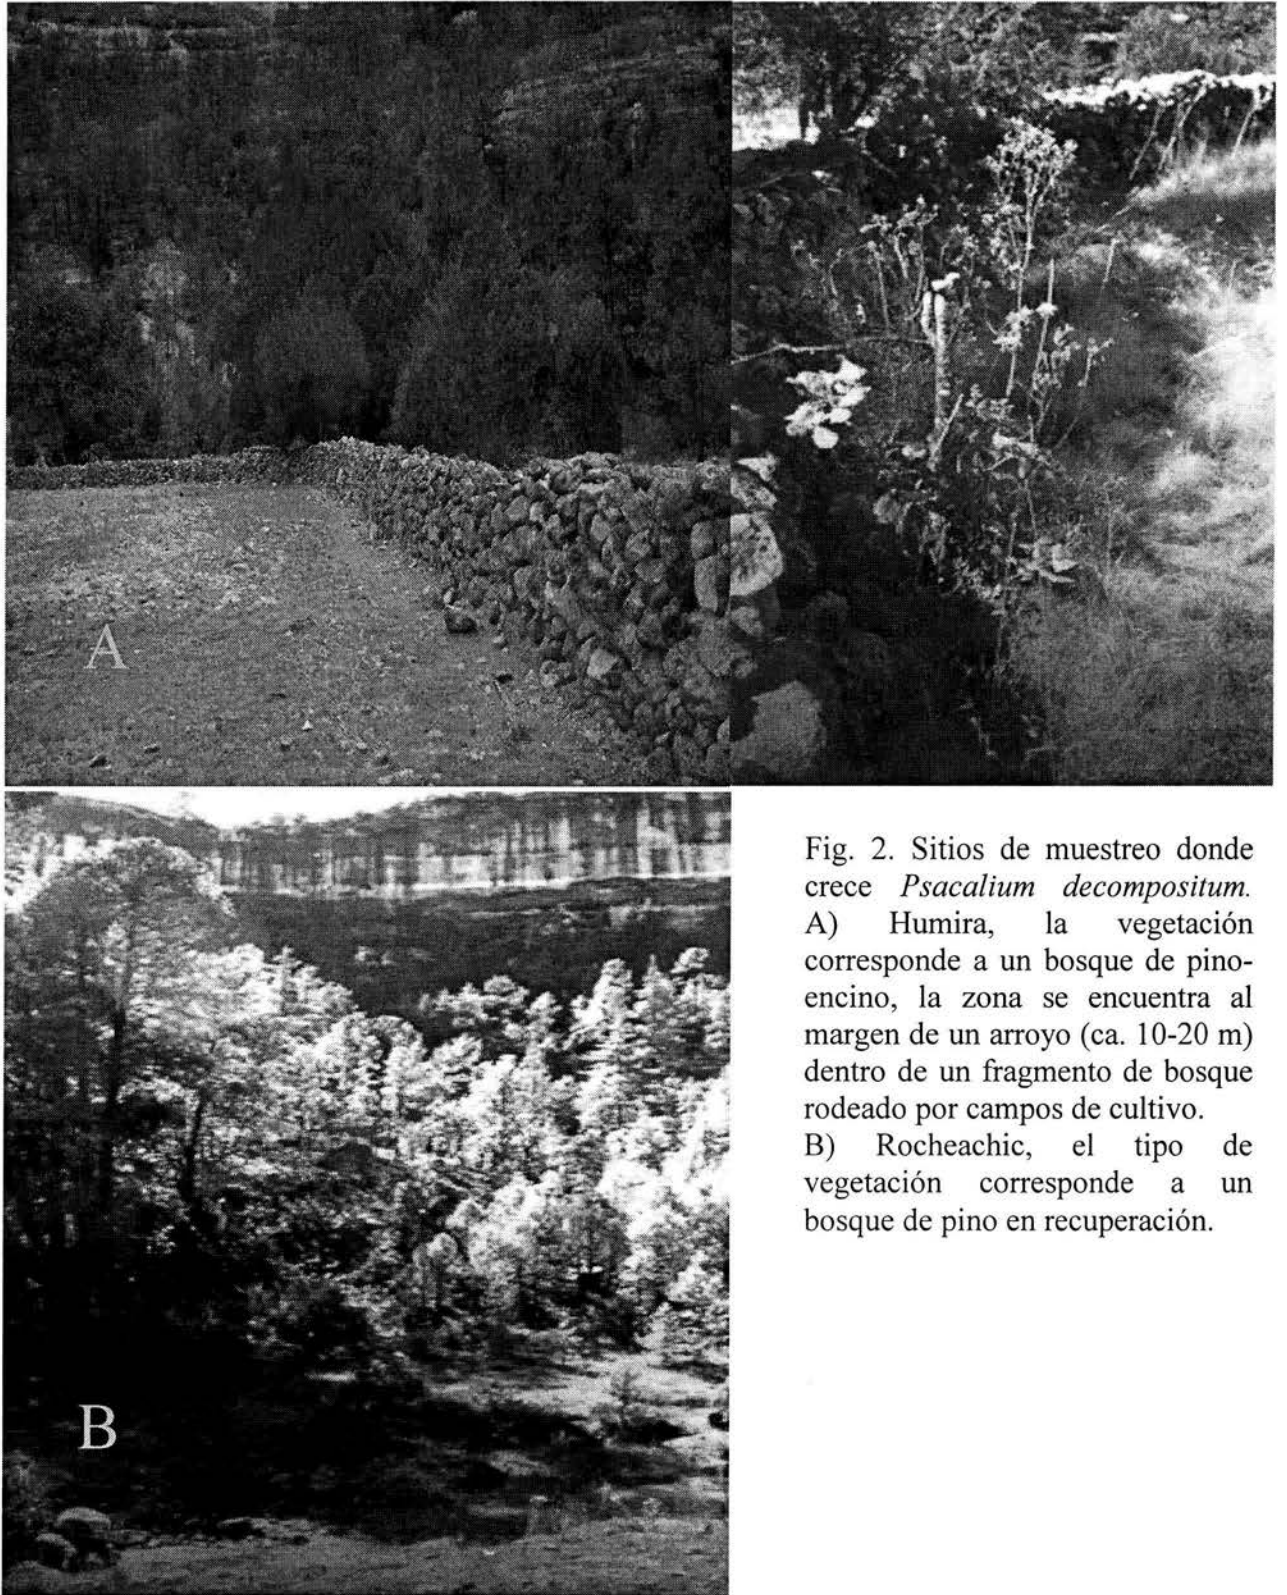 A
B
Fig. 2. Sitios de muestreo donde
crece Psacalium decompositum.
A) Humira, la vegetación
corresponde a un bosque de pino-
encino, la zona se encuentra al
margen de un arroyo (ca. 10-20 m)
dentro de un fragmento de bosque
rodeado por campos de cultivo.
B) Rocheachic, el tipo de
vegetación corresponde a un
bosque de pino en recuperación.